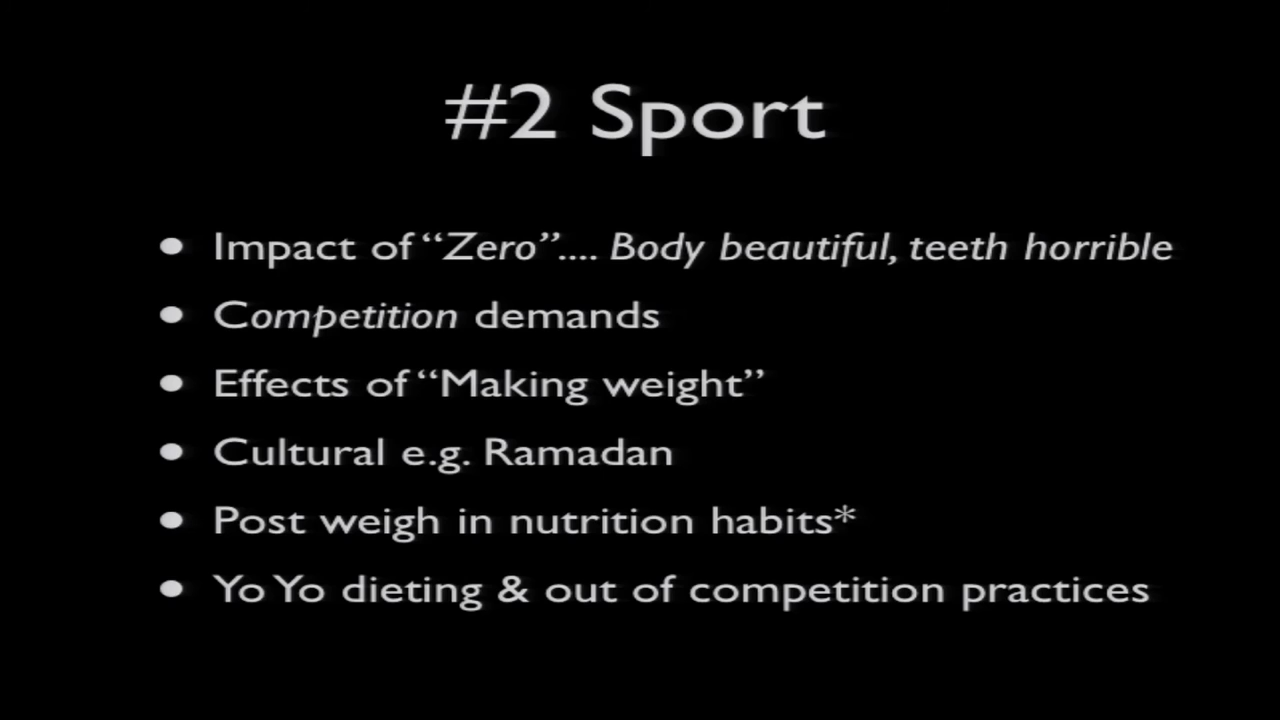 #2 Sport
• Impact of “Zero”.... Body beautiful, teeth horrible
• Competition demands
• Effects of “Making weight”
• Cultural e.g. Ramadan
• Post weigh in nutrition habits*
• Yo Yo dieting & out of competition practices